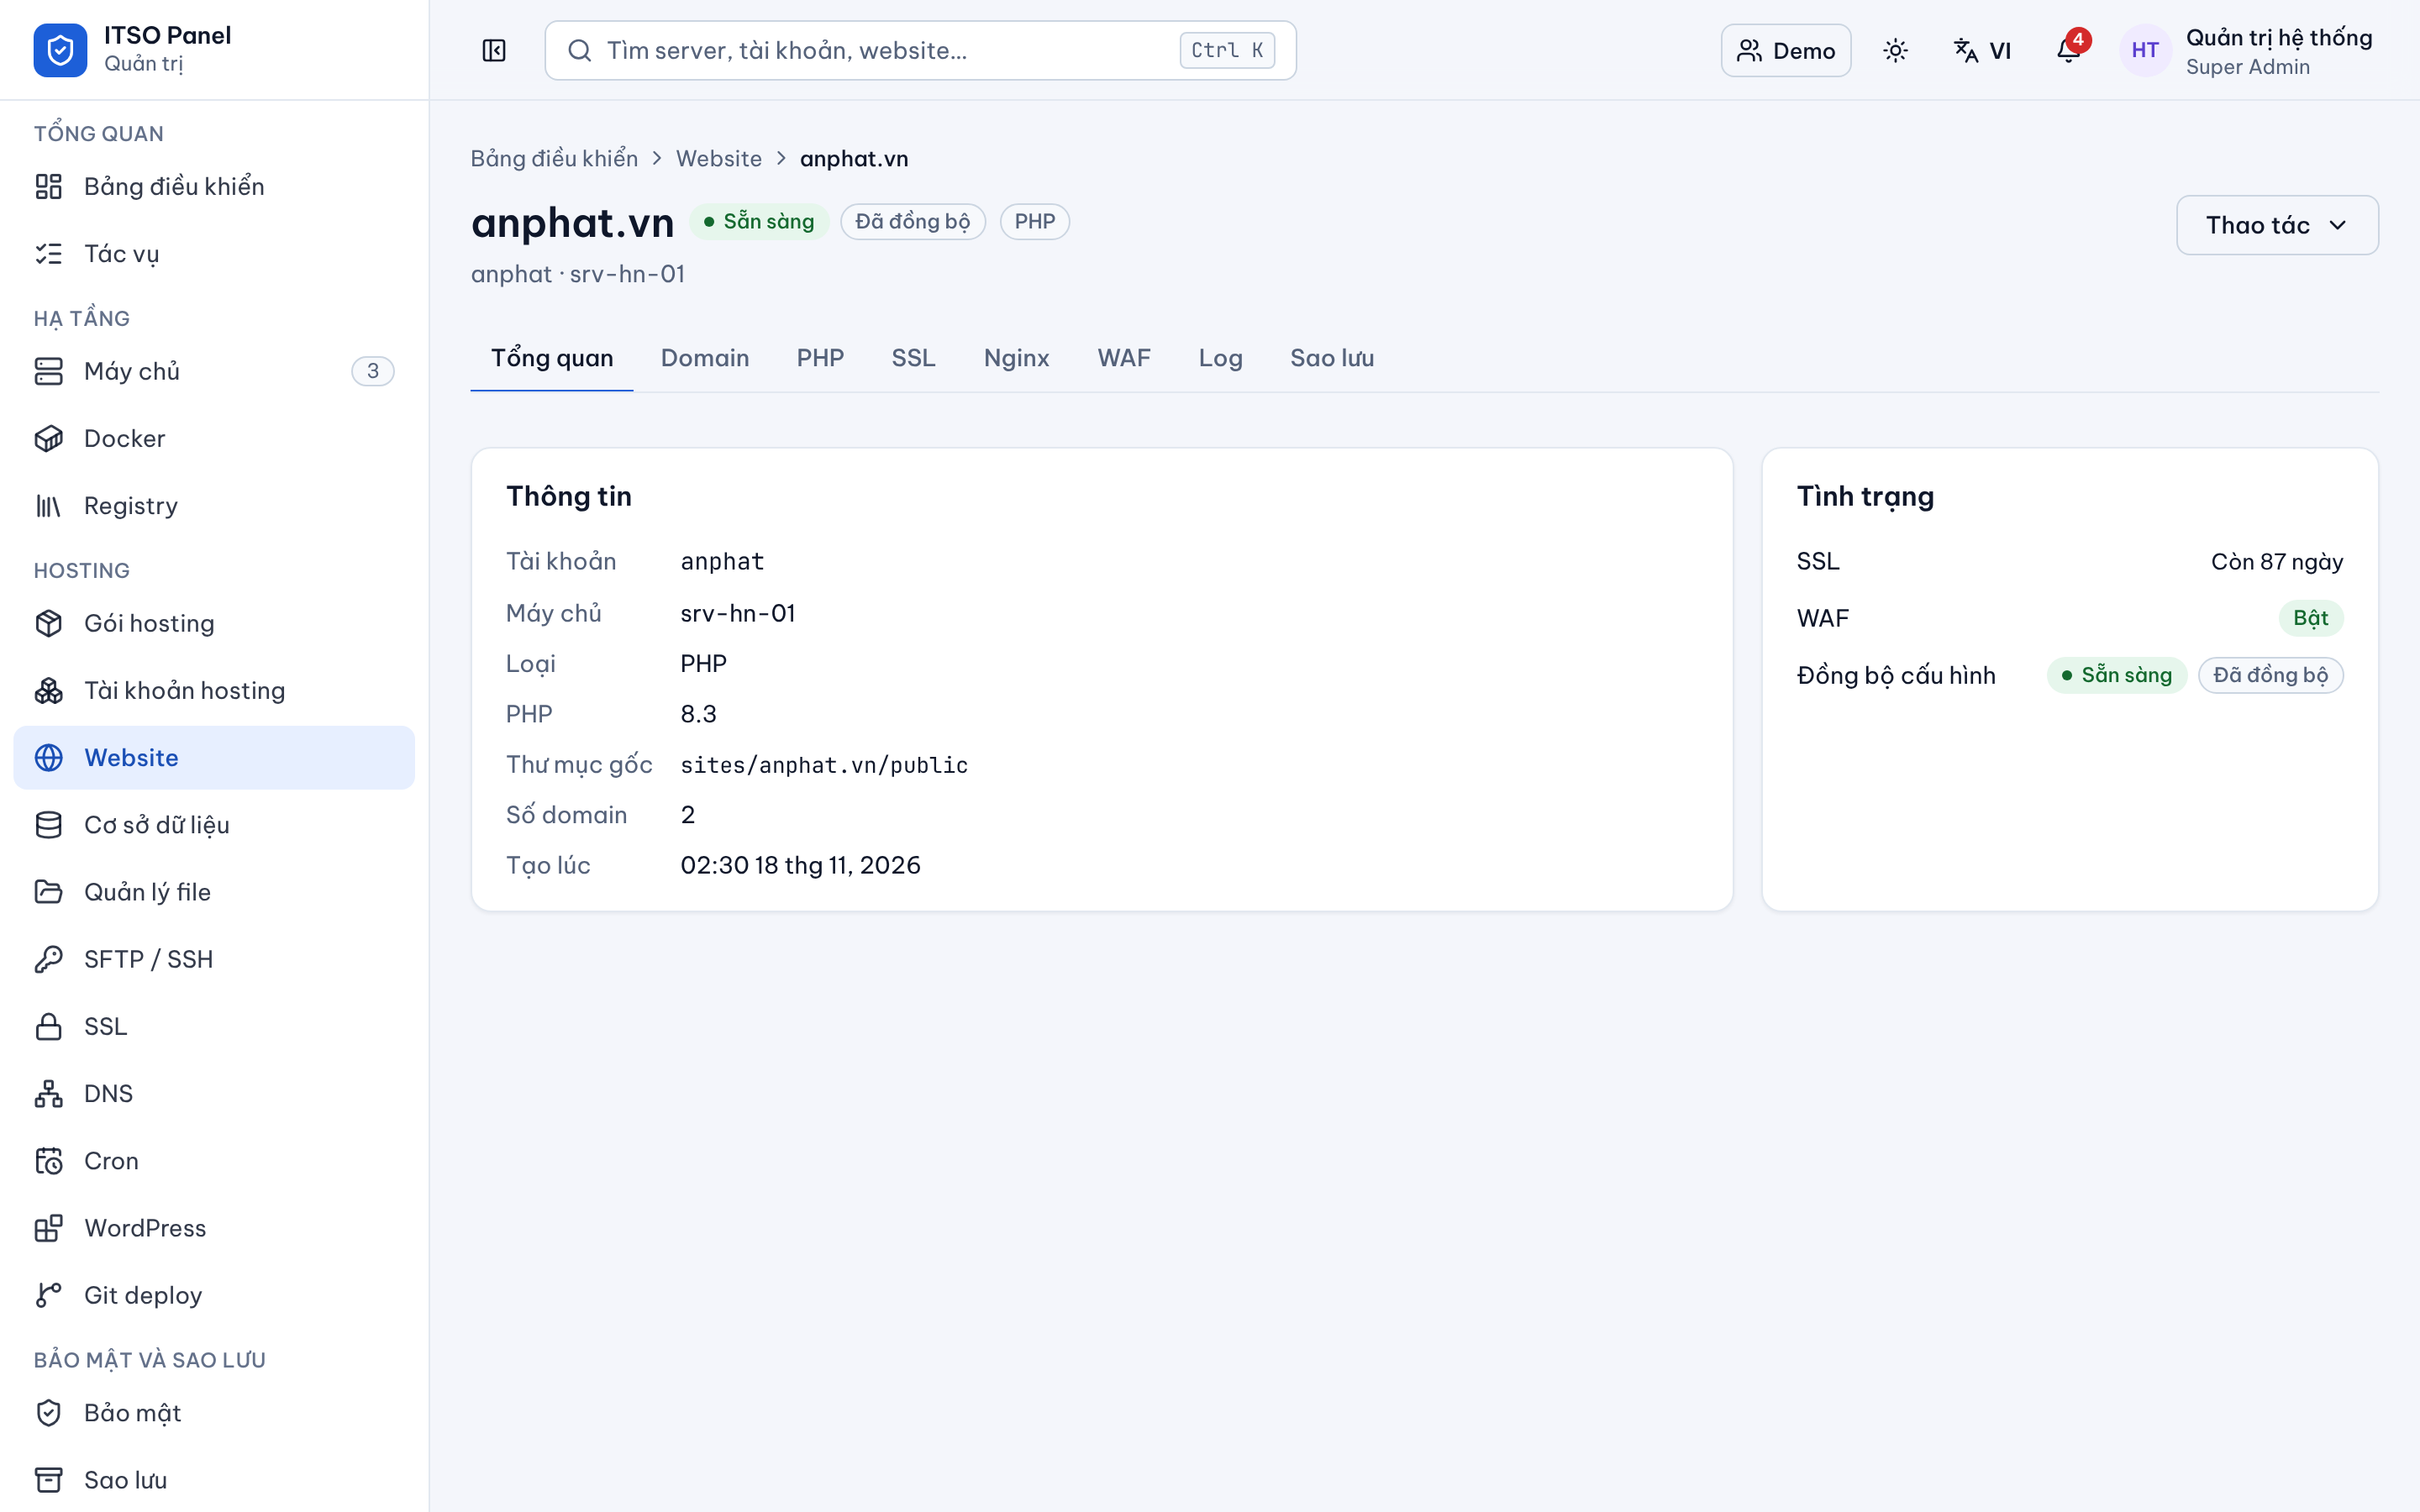 ITSO Panel
Quản trị
Tìm server, tài khoản, website...
Ctrl K
Demo
VI
4
HT
Quản trị hệ thống
Super Admin
TỔNG QUAN
Bảng điều khiển
Tác vụ
HẠ TẦNG
Máy chủ 3
Docker
Registry
HOSTING
Gói hosting
Tài khoản hosting
Website
Cơ sở dữ liệu
Quản lý file
SFTP / SSH
SSL
DNS
Cron
WordPress
Git deploy
BẢO MẬT VÀ SAO LƯU
Bảo mật
Sao lưu
Bảng điều khiển > Website > anphat.vn
anphat.vn Sẵn sàng Đã đồng bộ PHP
Thao tác
anphat · srv-hn-01
Tổng quan Domain PHP SSL Nginx WAF Log Sao lưu
Thông tin
Tài khoản anphat
Máy chủ srv-hn-01
Loại PHP
PHP 8.3
Thư mục gốc sites/anphat.vn/public
Số domain 2
Tạo lúc 02:30 18 thg 11, 2026
Tình trạng
SSL Còn 87 ngày
WAF Bật
Đồng bộ cấu hình Sẵn sàng Đã đồng bộ